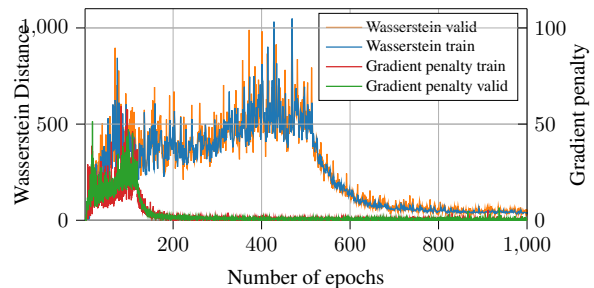 Wasserstein Distance
1,000
500
0
Wasserstein valid
Wasserstein train
Gradient penalty train
Gradient penalty valid
100
50
0
Gradient penalty
200
400
600
800
1,000
Number of epochs